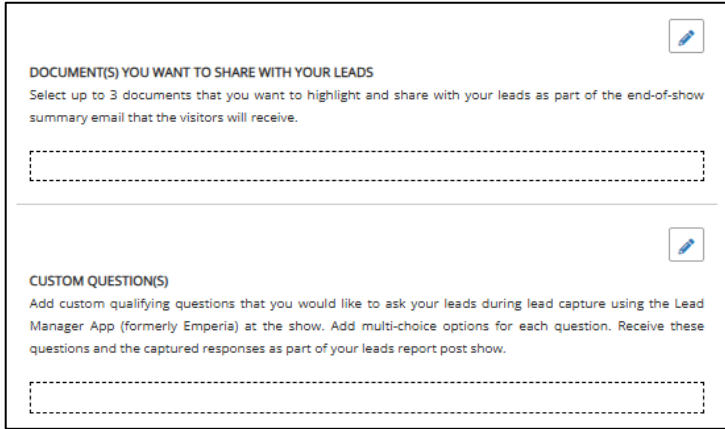 DOCUMENT(S) YOU WANT TO SHARE WITH YOUR LEADS
Select up to 3 documents that you want to highlight and share with your leads as part of the end-of-show
summary email that the visitors will receive.
CUSTOM QUESTION(S)
Add custom qualifying questions that you would like to ask your leads during lead capture using the Lead
Manager App (formerly Emperia) at the show. Add multi-choice options for each question. Receive these
questions and the captured responses as part of your leads report post show.